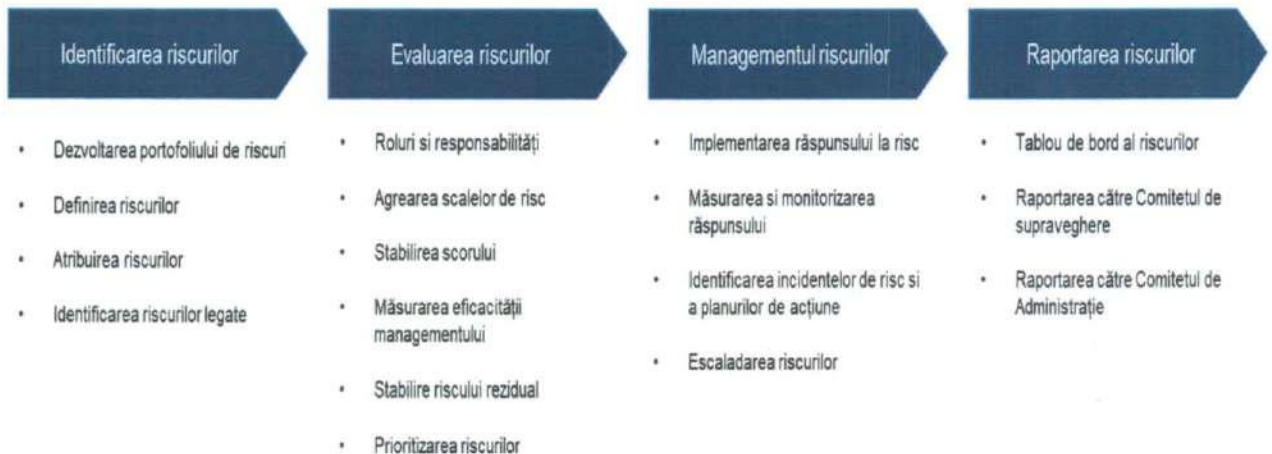 Identificarea riscurilor
• Dezvoltarea portofoliului de riscuri
• Definirea riscurilor
• Atribuirea riscurilor
• Identificarea riscurilor legate
Evaluarea riscurilor
• Roluri si responsabilități
• Agrearea scalelor de risc
• Stabilirea scorului
• Măsurarea eficacității
managementului
• Stabilire riscului rezidual
• Prioritizarea riscurilor
Managementul riscurilor
• Implementarea răspunsului la risc
• Măsurarea si monitorizarea
răspunsului
• Identificarea incidentelor de risc si
a planurilor de acțiune
• Escaladarea riscurilor
Raportarea riscurilor
• Tablou de bord al riscurilor
• Raportarea către Comitetul de
supraveghere
• Raportarea către Comitetul de
Administrație